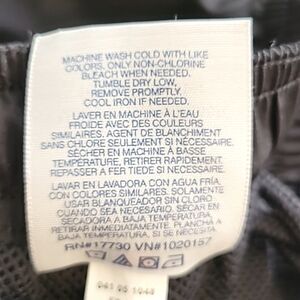 MACHINE WASH COLD WITH LIKE
COLORS, ONLY NON-CHLORINE
BLEACH WHEN NEEDED.
TUMBLE DRY LOW,
REMOVE PROMPTLY.
COOL IRON IF NEEDED.
LAVER EN MACHINE À L'EAU
FROIDE AVEC DES COULEURS
SIMILAIRES. AGENT DE BLANCHIMENT
SANS CHLORE SEULEMENT SI NÉCESSAIRE.
SÉCHER EN MACHINE À BASSE
TEMPÉRATURE, RETIRER RAPIDEMENT.
REPASSER A FER TIEDE SI NECESSAIRE.
LAVAR EN LAVADORA CON AGUA FRÍA
CON COLORES SIMILARES. SOLAMENTE
USAR BLANQUEADOR SIN CLORO
CUANDO SEA NECESARIO. SECAR EN
SECADORA A BAJA TEMPERATURA.
RETIRAR INMEDIATAMENTE. PLANCHA A
BAJA TEMPERATURA SI ES NECESARIO.
RN#17730 VN#1020157